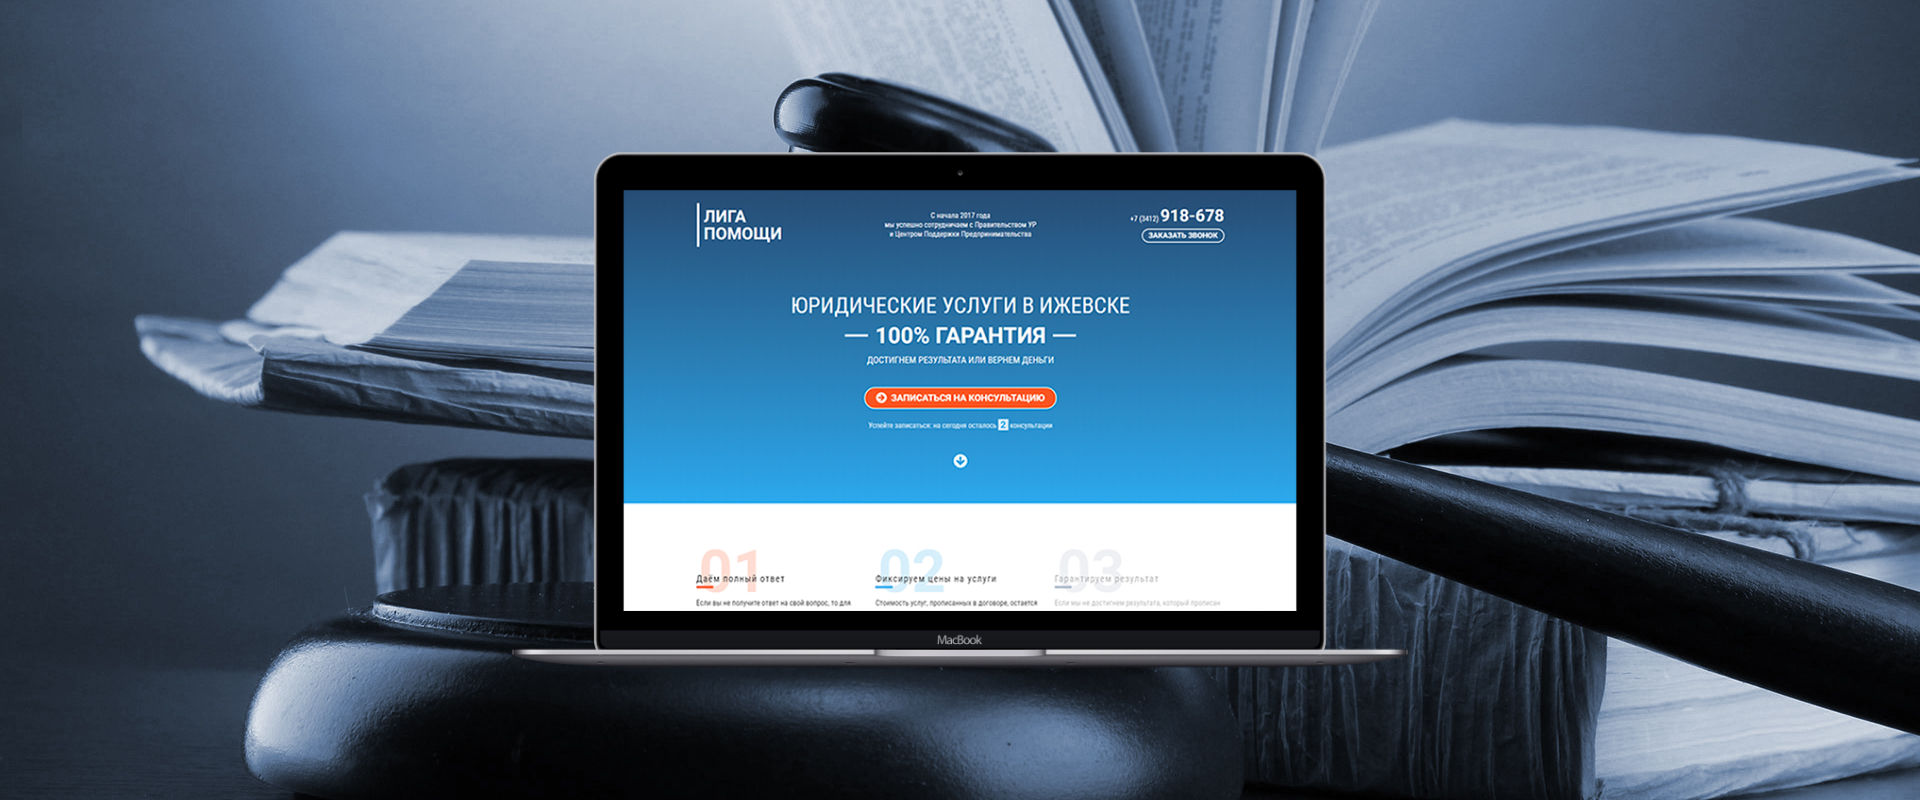 ЛИГА
ПОМОЩИ
С начала 2017 года
мы успешно сотрудничаем с Правительством УР
и Центром Поддержки Предпринимательства
+7 (3412) 918-678
ЗАКАЗАТЬ ЗВОНОК
ЮРИДИЧЕСКИЕ УСЛУГИ В ИЖЕВСКЕ
— 100% ГАРАНТИЯ —
ДОСТИГНЕМ РЕЗУЛЬТАТА ИЛИ ВЕРНЕМ ДЕНЬГИ
ЗАПИСАТЬСЯ НА КОНСУЛЬТАЦИЮ
Успейте записаться: на сегодня осталось 2 консультации
01
Даём полный ответ
Если вы не получите ответ на свой вопрос, то для
02
Фиксируем цены на услуги
Стоимость услуг, прописанных в договоре, остается
03
Гарантируем результат
Если мы не достигнем результата, который прописан
MacBook